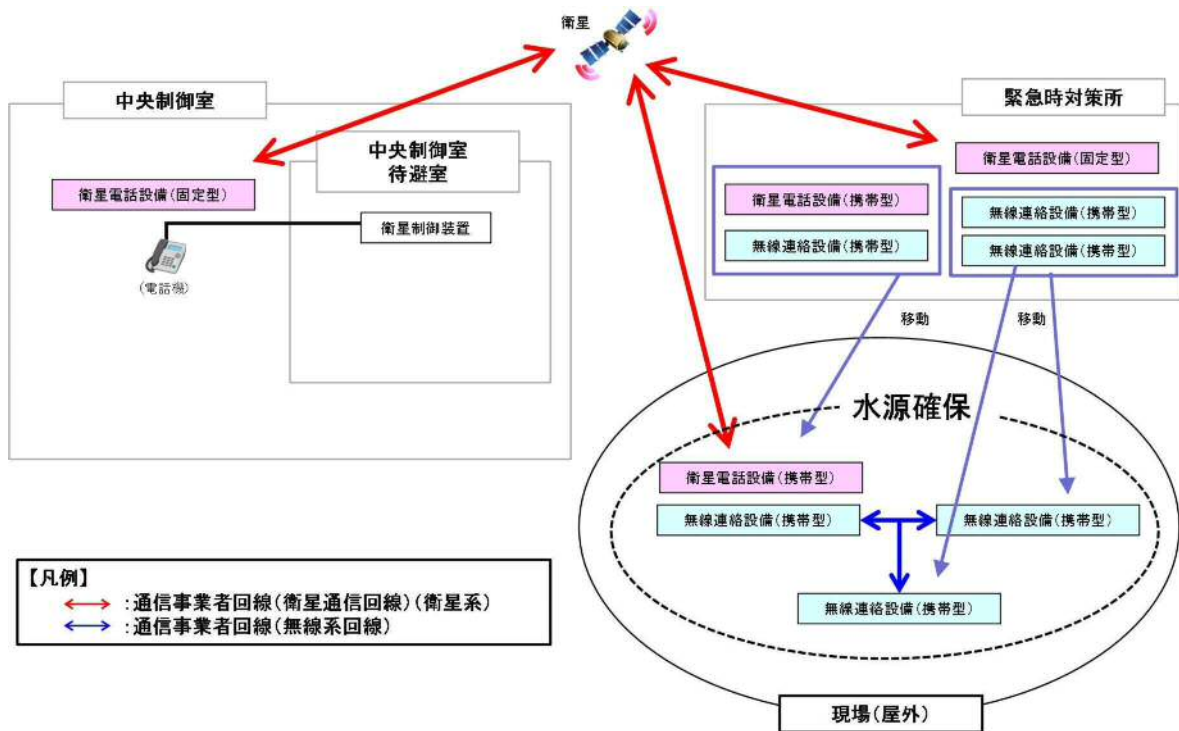 衛星
中央制御室
中央制御室
待避室
衛星電話設備(固定型)
衛星制御装置
(電話機)
緊急時対策所
衛星電話設備(固定型)
衛星電話設備(携帯型)
無線連絡設備(携帯型)
無線連絡設備(携帯型)
無線連絡設備(携帯型)
移動
移動
水源確保
衛星電話設備(携帯型)
無線連絡設備(携帯型)
無線連絡設備(携帯型)
無線連絡設備(携帯型)
現場(屋外)
【凡例】
:通信事業者回線(衛星通信回線)(衛星系)
:通信事業者回線(無線系回線)